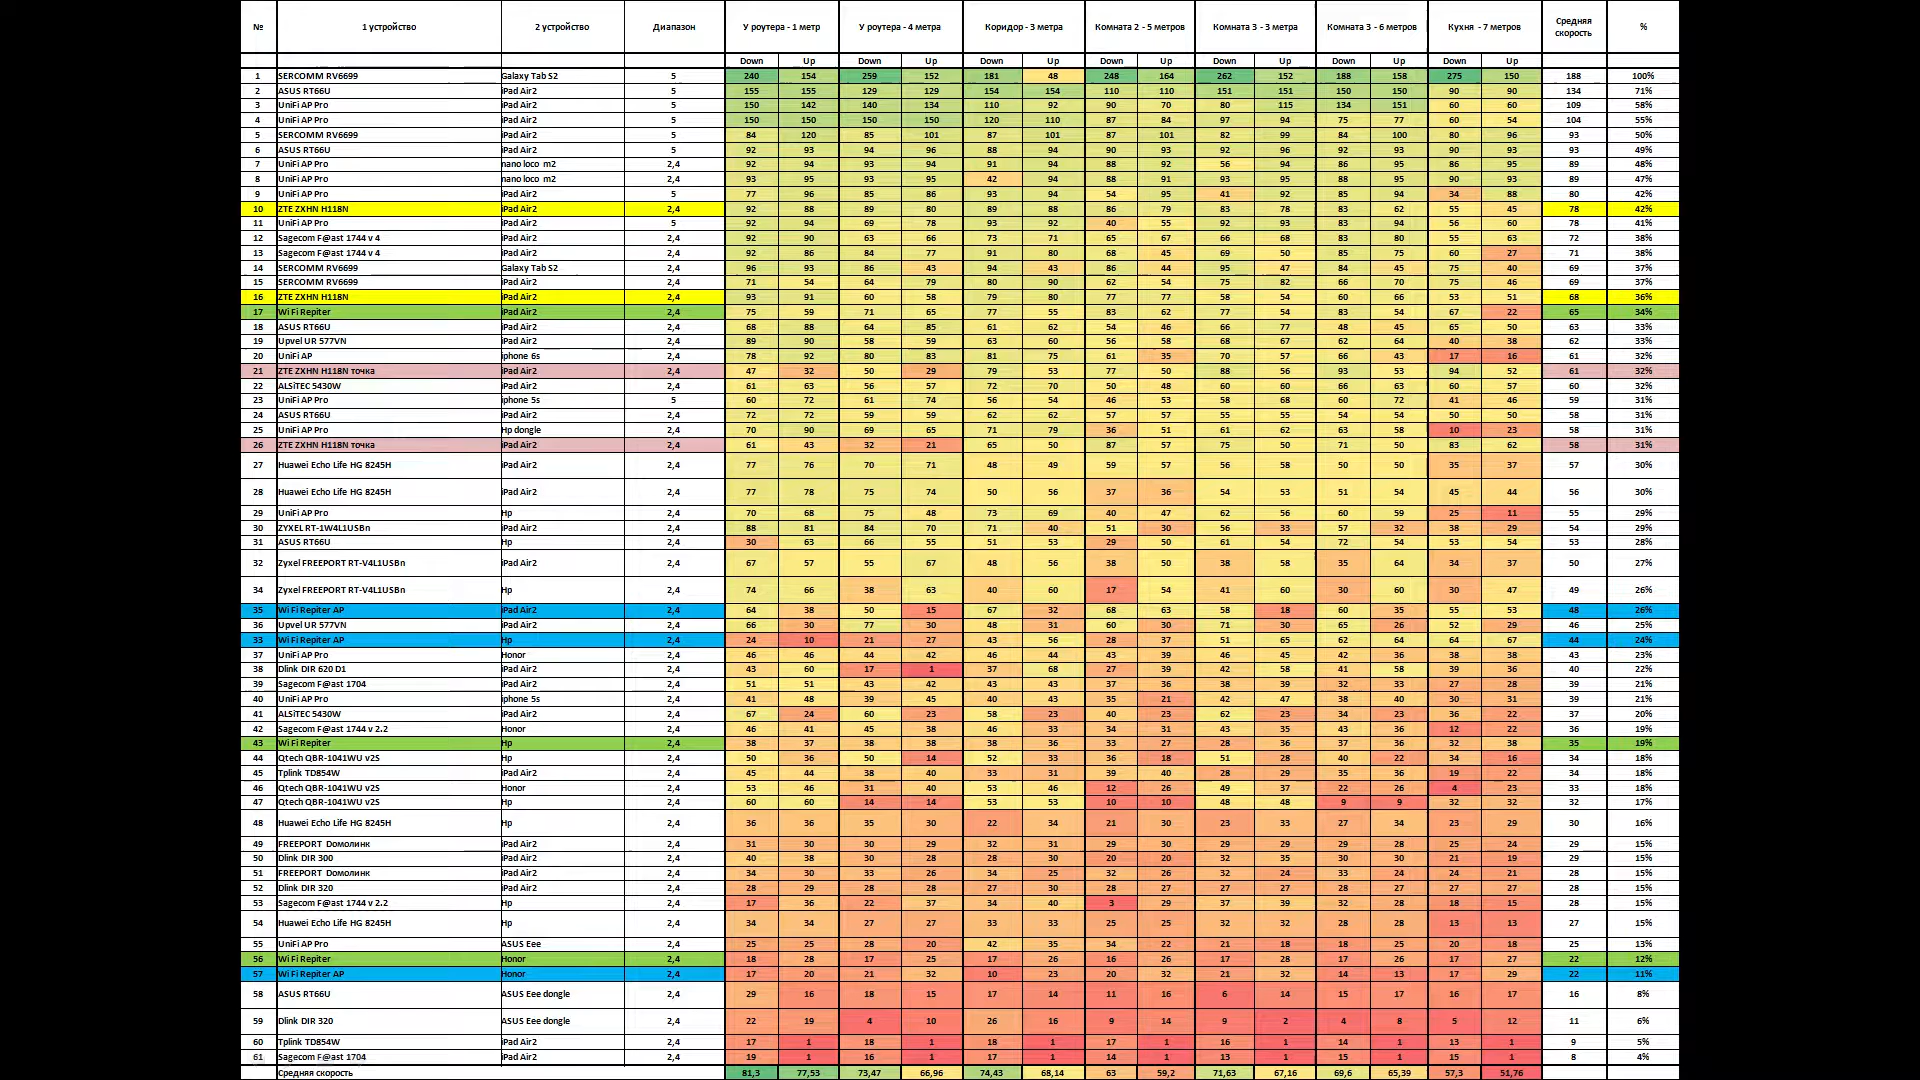 № 1 устройство 2 устройство Диапазон У роутера - 1 метр У роутера - 4 метра Коридор - 3 метра Комната 2 - 5 метров Комната 3 - 3 метра Комната 3 - 6 метров Кухня - 7 метров Средняя скорость %
Down Up Down Up Down Up Down Up Down Up Down Up Down Up
1 SERCOMM RV6699 Galaxy Tab S2 5 240 154 259 152 181 48 248 164 262 152 188 158 275 150 188 100%
2 ASUS RT66U iPad Air2 5 155 155 129 129 154 154 110 110 151 151 150 150 90 90 134 71%
3 UniFi AP Pro iPad Air2 5 150 142 140 134 110 92 90 70 80 115 134 151 60 60 109 58%
4 UniFi AP Pro iPad Air2 5 150 150 150 150 120 110 87 84 97 94 75 77 60 54 104 55%
5 SERCOMM RV6699 iPad Air2 5 84 120 85 101 87 101 87 101 82 99 84 100 80 96 93 50%
6 ASUS RT66U iPad Air2 5 92 93 94 96 88 94 90 93 92 96 92 93 90 93 93 49%
7 UniFi AP Pro nano loco m2 2,4 92 94 93 94 91 94 88 92 56 94 86 95 86 95 89 48%
8 UniFi AP Pro nano loco m2 2,4 93 95 93 95 42 94 88 91 93 95 88 95 90 93 89 47%
9 UniFi AP Pro iPad Air2 5 77 96 85 86 93 94 54 95 41 92 85 94 34 88 80 42%
10 ZTE ZXHN H118N iPad Air2 2,4 92 88 89 80 89 88 86 79 83 78 83 62 55 45 78 42%
11 UniFi AP Pro iPad Air2 5 92 94 69 78 93 92 40 55 92 93 83 94 56 60 78 41%
12 Sagecom F@ast 1744 v 4 iPad Air2 2,4 92 90 63 66 73 71 65 67 66 68 83 80 55 63 72 38%
13 Sagecom F@ast 1744 v 4 iPad Air2 2,4 92 86 84 77 91 80 68 45 69 50 85 75 60 27 71 38%
14 SERCOMM RV6699 Galaxy Tab S2 2,4 96 93 86 43 94 43 86 44 95 47 84 45 75 40 69 37%
15 SERCOMM RV6699 iPad Air2 2,4 71 54 64 79 80 90 62 54 75 82 66 70 75 46 69 37%
16 ZTE ZXHN H118N iPad Air2 2,4 93 91 60 58 79 80 77 77 58 54 60 66 53 51 68 36%
17 Wi Fi Repiter iPad Air2 2,4 75 59 71 65 77 55 83 62 77 54 83 54 67 22 65 34%
18 ASUS RT66U iPad Air2 2,4 68 88 64 85 61 62 54 46 66 77 48 45 65 50 63 33%
19 Upvel UR 577VN iPad Air2 2,4 89 90 58 59 63 60 56 58 68 67 62 64 40 38 62 33%
20 UniFi AP iphone 6s 2,4 78 92 80 83 81 75 61 35 70 57 66 43 17 16 61 32%
21 ZTE ZXHN H118N точка iPad Air2 2,4 47 32 50 29 79 53 77 50 88 56 93 53 94 52 61 32%
22 ALSiTEC 5430W iPad Air2 2,4 61 63 56 57 72 70 50 48 60 60 66 63 60 57 60 32%
23 UniFi AP Pro iphone 5s 5 60 72 61 74 56 54 46 53 58 68 60 72 41 46 59 31%
24 ASUS RT66U iPad Air2 2,4 72 72 59 59 62 62 57 57 55 55 54 54 50 50 58 31%
25 UniFi AP Pro Hp dongle 2,4 70 90 69 65 71 79 36 51 61 62 63 58 10 23 58 31%
26 ZTE ZXHN H118N точка iPad Air2 2,4 61 43 32 21 65 50 87 57 75 50 71 50 83 62 58 31%
27 Huawei Echo Life HG 8245H iPad Air2 2,4 77 76 70 71 48 49 59 57 56 58 50 50 35 37 57 30%
28 Huawei Echo Life HG 8245H iPad Air2 2,4 77 78 75 74 50 56 37 36 54 53 51 54 45 44 56 30%
29 UniFi AP Pro Hp 2,4 70 68 75 48 73 69 40 47 62 56 60 59 25 11 55 29%
30 ZYXEL RT-1W4L1USBn iPad Air2 2,4 88 81 84 70 71 40 51 30 56 33 57 32 38 29 54 29%
31 ASUS RT66U Hp 2,4 30 63 66 55 51 53 29 50 61 54 72 54 53 54 53 28%
32 Zyxel FREEPORT RT-V4L1USBn iPad Air2 2,4 67 57 55 67 48 56 38 50 38 58 35 64 34 37 50 27%
34 Zyxel FREEPORT RT-V4L1USBn Hp 2,4 74 66 38 63 40 60 17 54 41 60 30 60 30 47 49 26%
35 Wi Fi Repiter AP iPad Air2 2,4 64 38 50 15 67 32 68 63 58 18 60 35 55 53 48 26%
36 Upvel UR 577VN iPad Air2 2,4 66 30 77 30 48 31 60 30 71 30 65 26 52 29 46 25%
33 Wi Fi Repiter AP Hp 2,4 24 10 21 27 43 56 28 37 51 65 62 64 64 67 44 24%
37 UniFi AP Pro Honor 2,4 46 46 44 42 46 44 43 39 46 45 42 36 38 38 43 23%
38 Dlink DIR 620 D1 iPad Air2 2,4 43 60 17 1 37 68 27 39 42 58 41 58 39 36 40 22%
39 Sagecom F@ast 1704 iPad Air2 2,4 51 51 43 42 43 43 37 36 38 39 32 33 27 28 39 21%
40 UniFi AP Pro iphone 5s 2,4 41 48 39 45 40 43 35 21 42 47 38 40 30 31 39 21%
41 ALSiTEC 5430W iPad Air2 2,4 67 24 60 23 58 23 40 23 62 23 34 23 36 22 37 20%
42 Sagecom F@ast 1744 v 2.2 Honor 2,4 46 41 45 38 46 33 34 31 43 35 43 36 12 22 36 19%
43 Wi Fi Repiter Hp 2,4 38 37 38 38 38 36 33 27 28 36 37 36 32 38 35 19%
44 Qtech QBR-1041WU v2S Hp 2,4 50 36 50 14 52 33 36 18 51 28 40 22 34 16 34 18%
45 Tplink TD854W iPad Air2 2,4 45 44 38 40 33 31 39 40 28 29 35 36 19 22 34 18%
46 Qtech QBR-1041WU v2S Honor 2,4 53 46 31 40 53 46 12 26 49 37 22 26 4 23 33 18%
47 Qtech QBR-1041WU v2S Hp 2,4 60 60 14 14 53 53 10 10 48 48 9 9 32 32 32 17%
48 Huawei Echo Life HG 8245H Hp 2,4 36 36 35 30 22 34 21 30 23 33 27 34 23 29 30 16%
49 FREEPORT Domолинк iPad Air2 2,4 31 30 30 29 32 31 29 30 29 29 29 28 25 24 29 15%
50 Dlink DIR 300 iPad Air2 2,4 40 38 30 28 28 30 20 20 32 35 30 30 21 19 29 15%
51 FREEPORT Domолинк iPad Air2 2,4 34 30 33 26 34 25 32 26 32 24 33 24 24 21 28 15%
52 Dlink DIR 320 iPad Air2 2,4 28 29 28 28 27 30 28 27 27 27 28 27 27 27 28 15%
53 Sagecom F@ast 1744 v 2.2 Hp 2,4 17 36 22 37 34 40 3 29 37 39 32 28 18 15 28 15%
54 Huawei Echo Life HG 8245H Hp 2,4 34 34 27 27 33 33 25 25 32 32 28 28 13 13 27 15%
55 UniFi AP Pro ASUS Eee 2,4 25 25 28 20 42 35 34 22 21 18 18 25 20 18 25 13%
56 Wi Fi Repiter Honor 2,4 18 28 17 25 17 26 16 26 17 28 17 26 17 27 22 12%
57 Wi Fi Repiter AP Honor 2,4 17 20 21 32 10 23 20 32 21 32 14 13 17 29 22 11%
58 ASUS RT66U ASUS Eee dongle 2,4 29 16 18 15 17 14 11 16 6 14 15 17 16 17 16 8%
59 Dlink DIR 320 ASUS Eee dongle 2,4 22 19 4 10 26 16 9 14 9 2 4 8 5 12 11 6%
60 Tplink TD854W iPad Air2 2,4 17 1 18 1 18 1 17 1 16 1 14 1 13 1 9 5%
61 Sagecom F@ast 1704 iPad Air2 2,4 19 1 16 1 17 1 14 1 13 1 15 1 15 1 8 4%
Средняя скорость 81,3 77,53 73,47 66,96 74,43 68,14 63 59,2 71,63 67,16 69,6 65,39 57,3 51,76